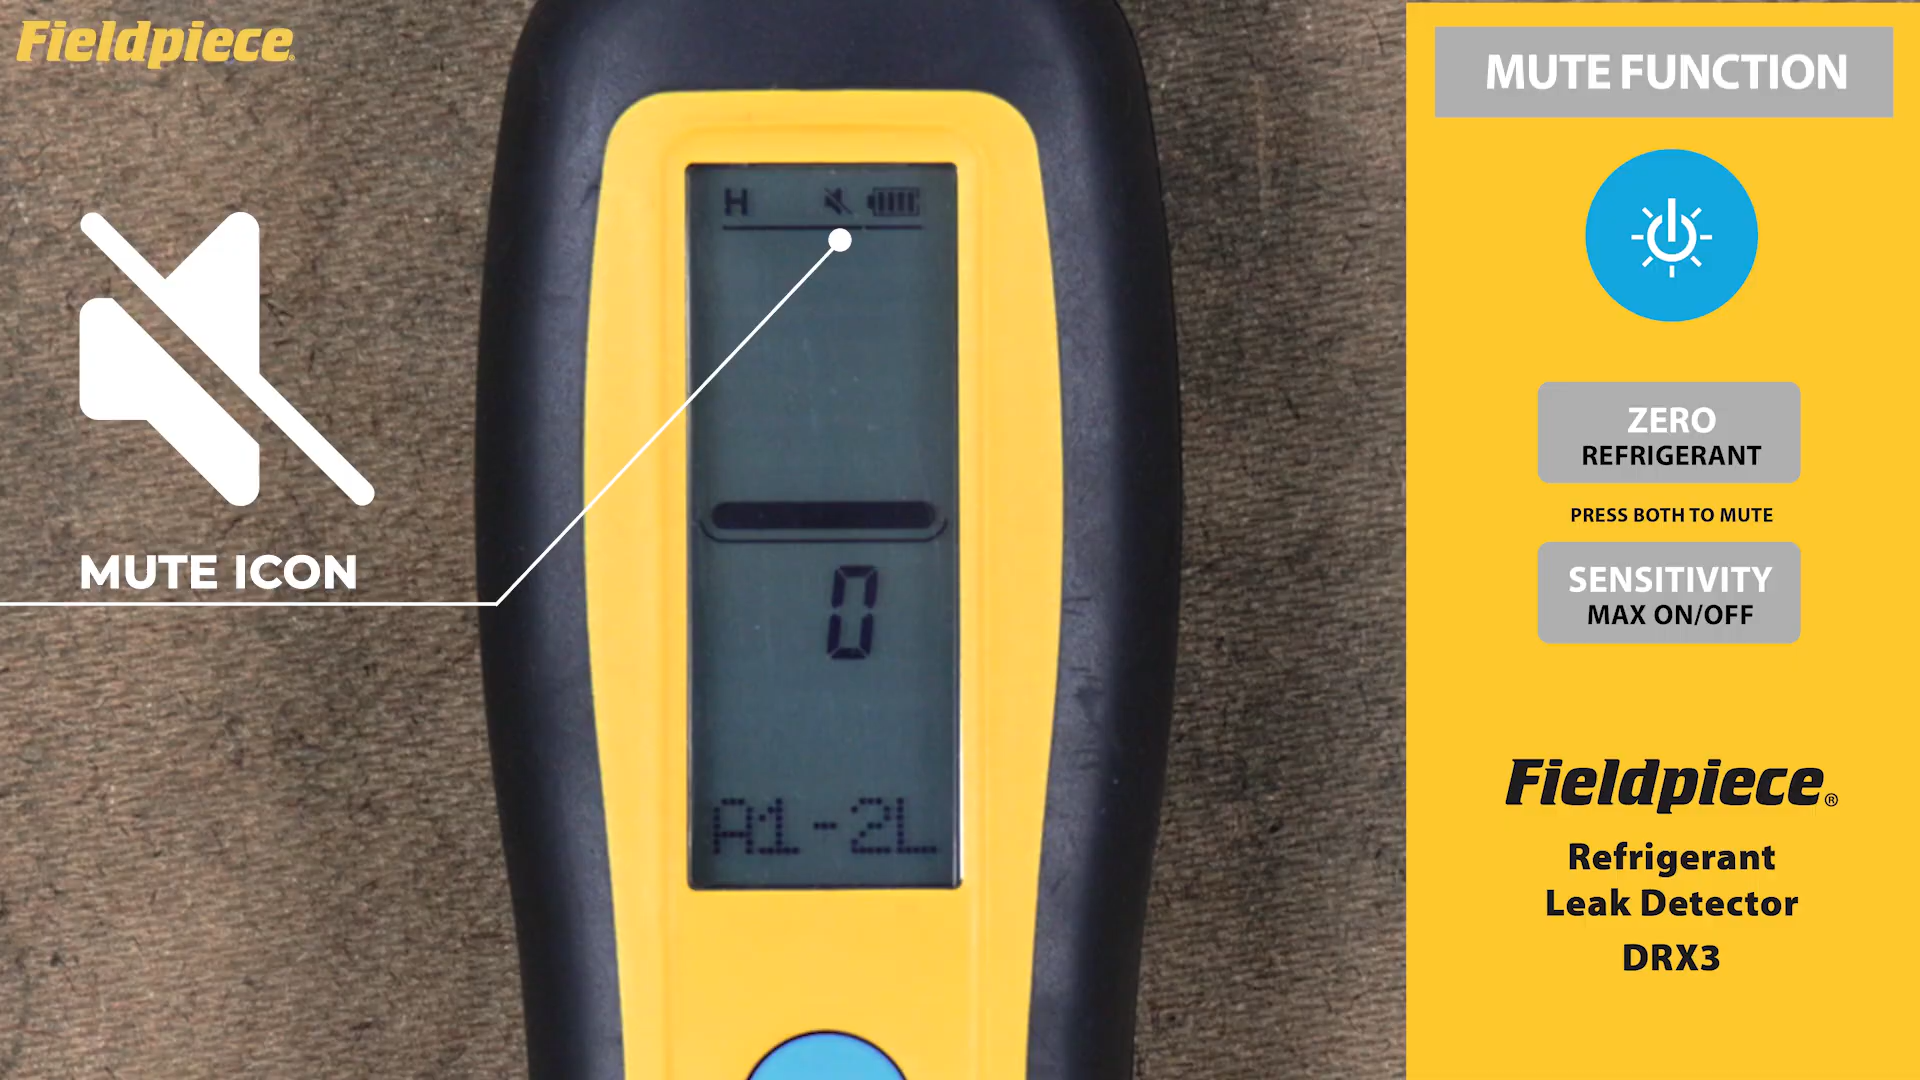 Fieldpiece
MUTE ICON
H
0
A1-2L
MUTE FUNCTION
ZERO
REFRIGERANT
PRESS BOTH TO MUTE
SENSITIVITY
MAX ON/OFF
Fieldpiece®
Refrigerant
Leak Detector
DRX3